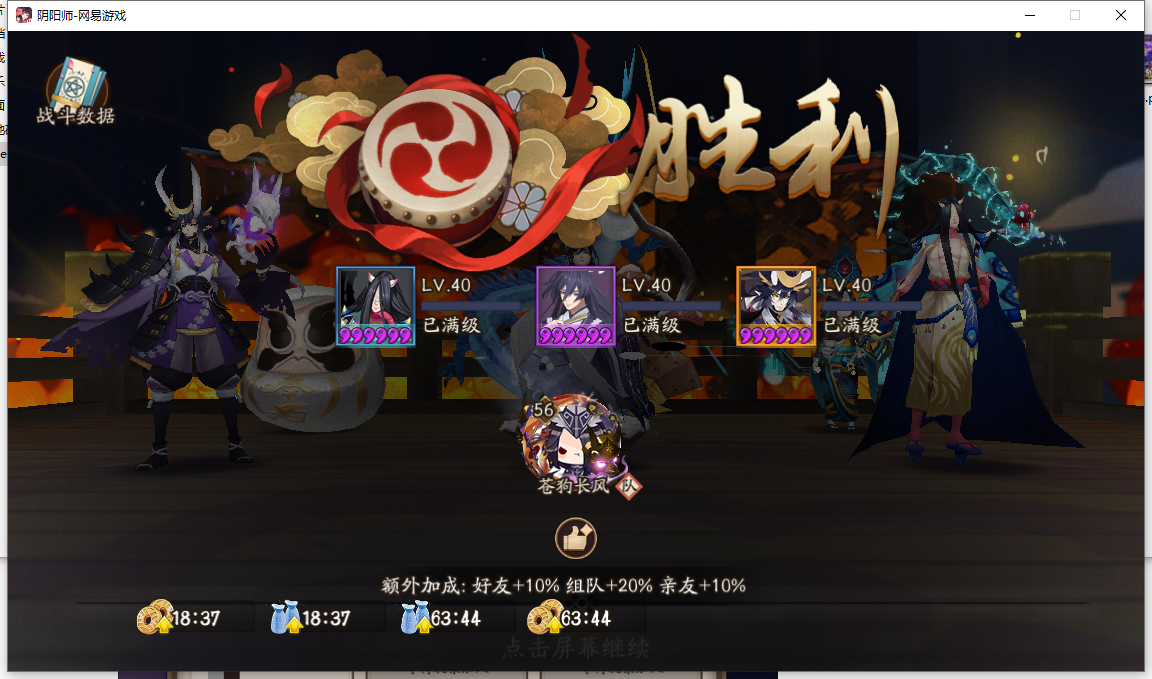 阴阳师-网易游戏
战斗数据
胜利
LV.40
已满级
LV.40
已满级
LV.40
已满级
56
苍狗长风 队
额外加成: 好友+10% 组队+20% 亲友+10%
18:37 18:37 63:44 63:44
点击屏幕继续